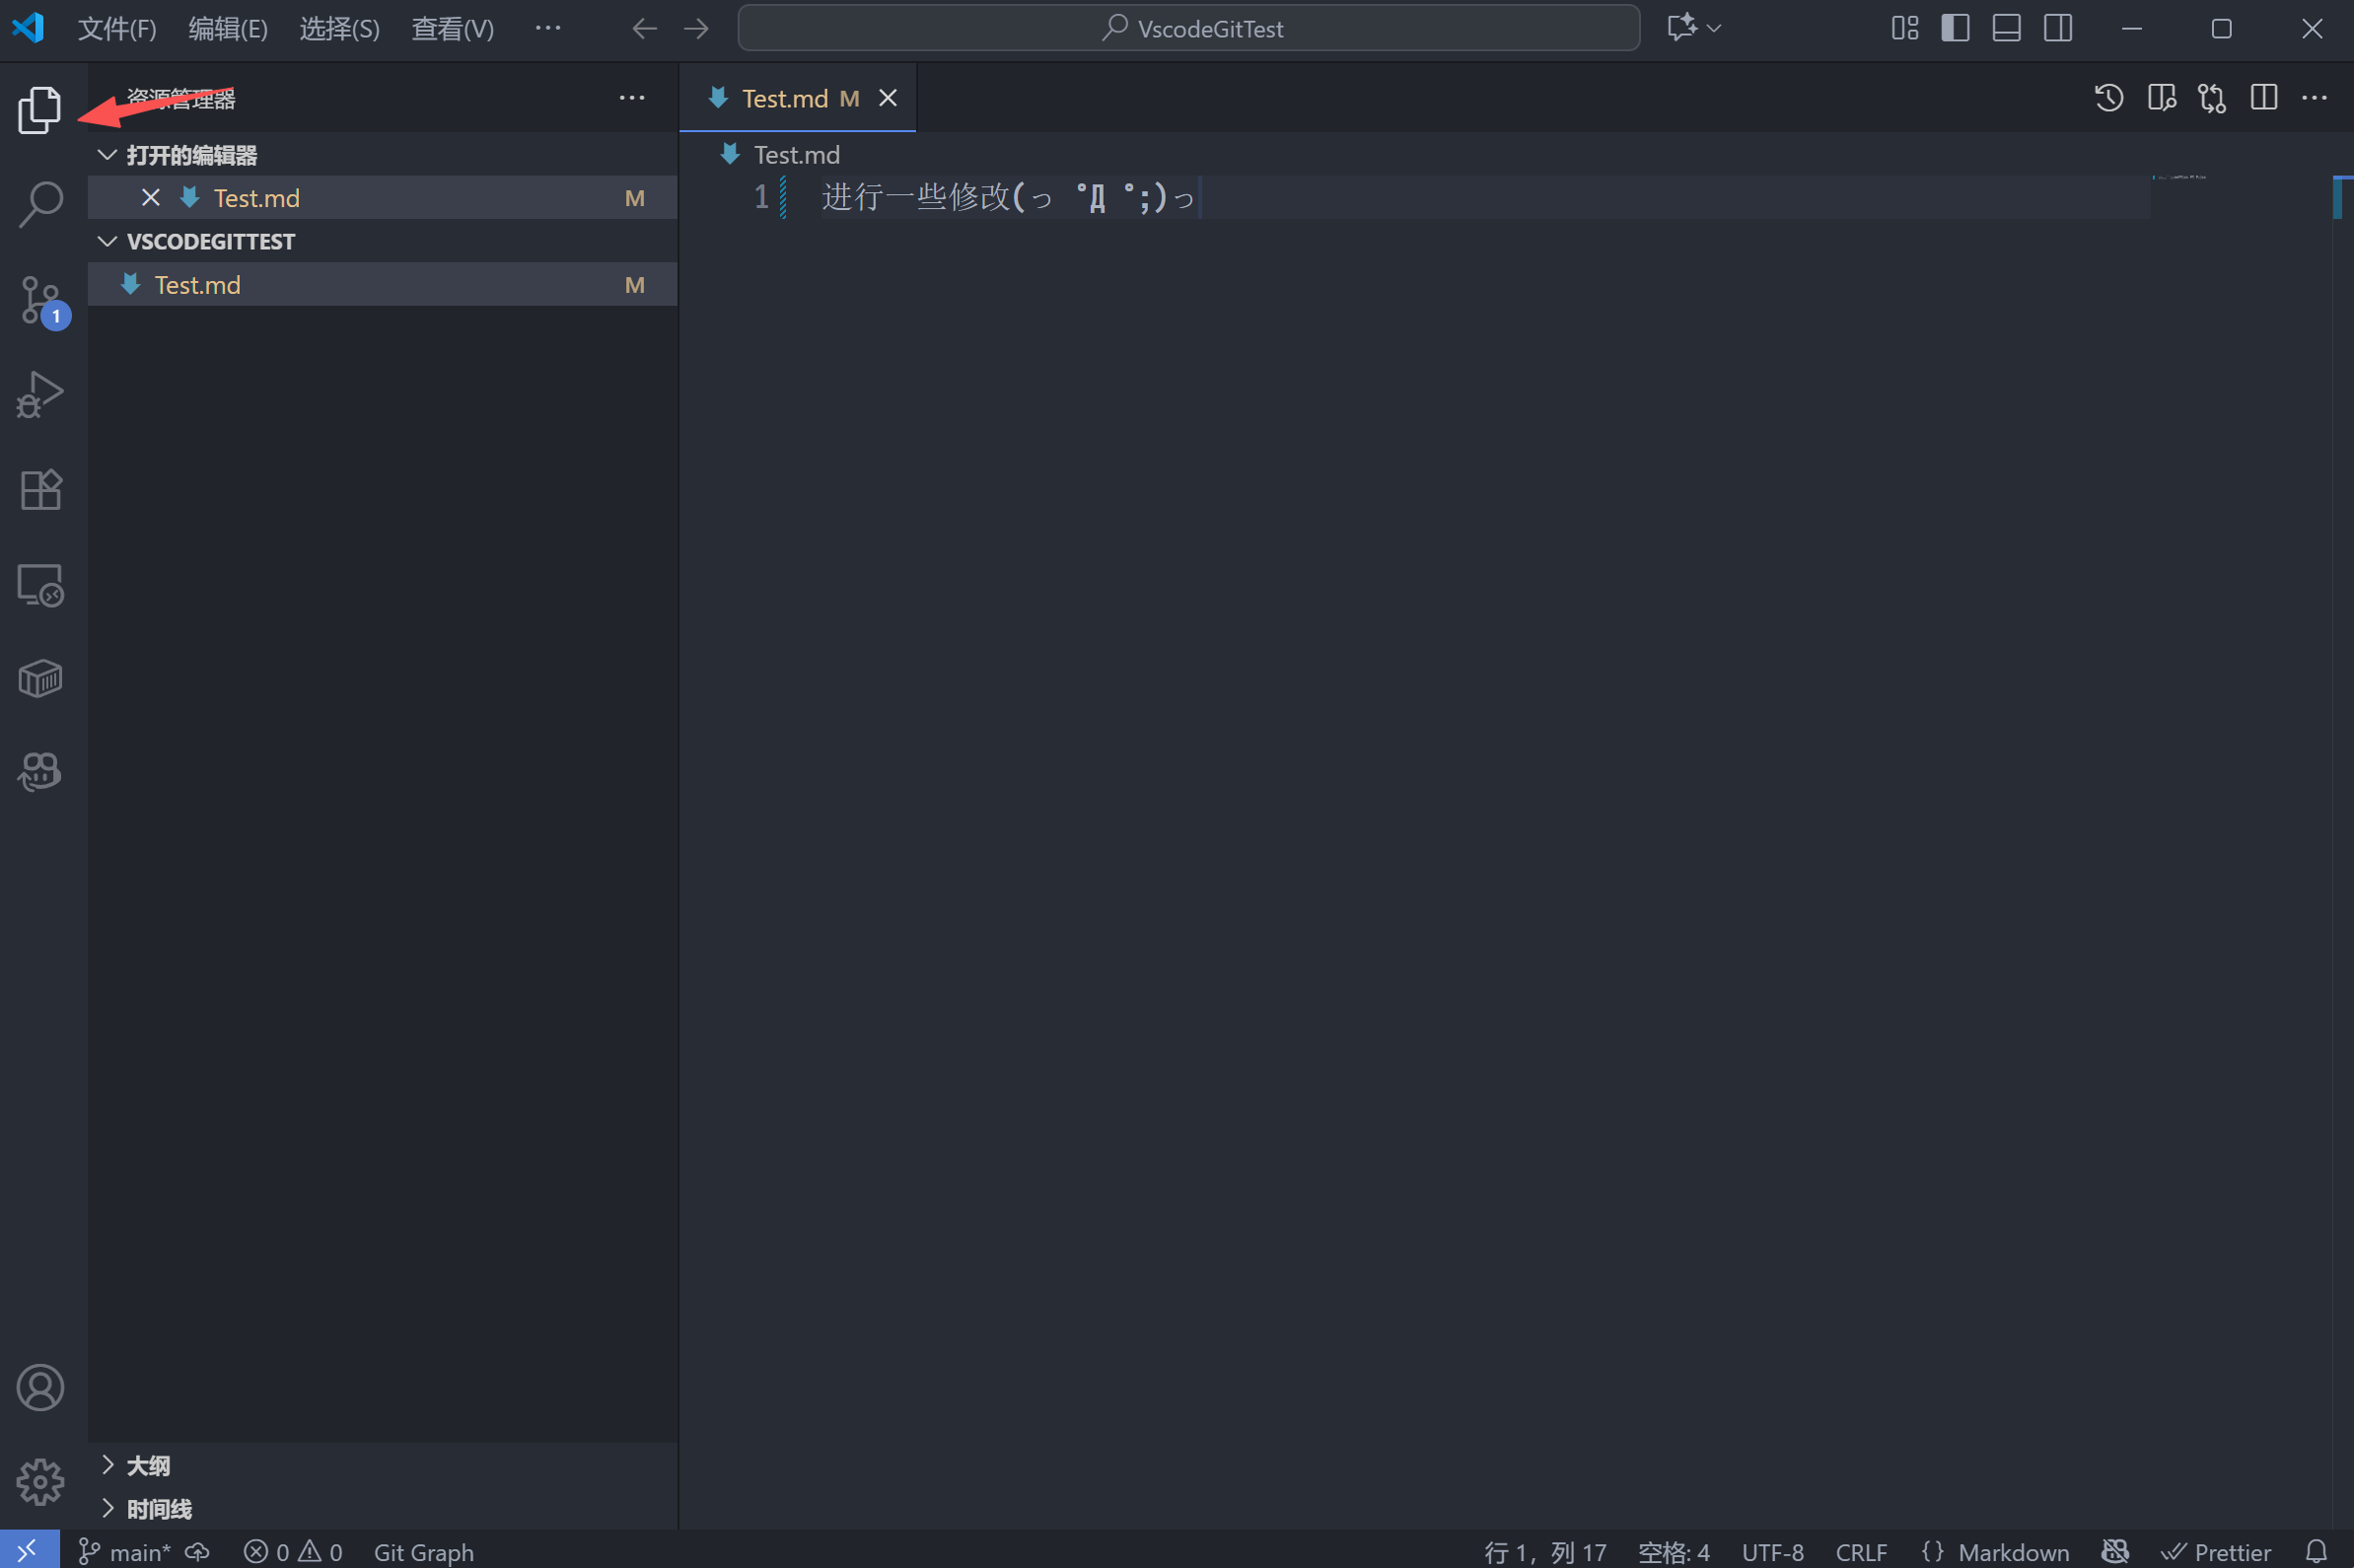 文件(F) 编辑(E) 选择(S) 查看(V) ··· VscodeGitTest
资源管理器 ···
Test.md M
打开的编辑器
Test.md M
VSCODEGITTEST
Test.md M
Test.md
1 进行一些修改(っ °Д °;)っ
1
大纲
时间线
main* 0 0 Git Graph 行 1，列 17 空格: 4 UTF-8 CRLF {} Markdown Prettier